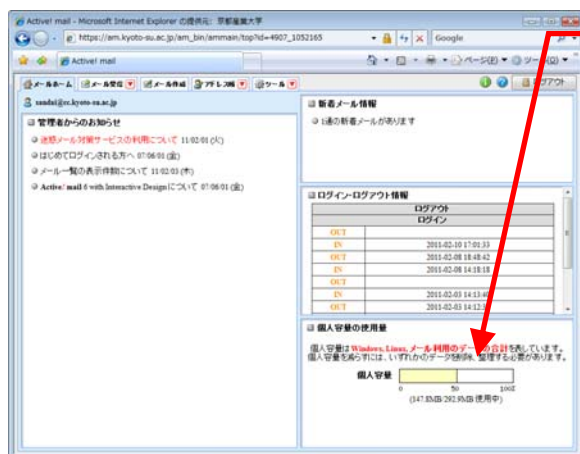 Active! mail - Microsoft Internet Explorer の提供元: 京都産業大学
https://am.kyoto-su.ac.jp/am_bin/ammain/top?id=4907_1052165
Google
Active! mail
ページ(P)
ツール(O)
メールホーム メール受信 メール作成 アドレス帳 ツール
ログアウト
sandai@cc.kyoto-su.ac.jp
管理者からのお知らせ
迷惑メール対策サービスの利用について 11/02/01 (火)
はじめてログインされる方へ 07/06/01 (金)
メール一覧の表示件数について 11/02/03 (木)
Active! mail 6 with Interactive Designについて 07/06/01 (金)
新着メール情報
1通の新着メールがあります
ログイン・ログアウト情報
ログアウト
ログイン
OUT
IN 2011-02-10 17:01:33
OUT 2011-02-08 18:48:42
IN 2011-02-08 14:18:18
OUT
IN 2011-02-03 14:13:40
OUT 2011-02-03 14:12:3
個人容量の使用量
個人容量はWindows, Linux, メール利用のデータの合計を表しています。
個人容量を減らすには、いずれかのデータを削除、整理する必要があります。
個人容量
0 50 100%
(147.8MB/292.9MB 使用中)